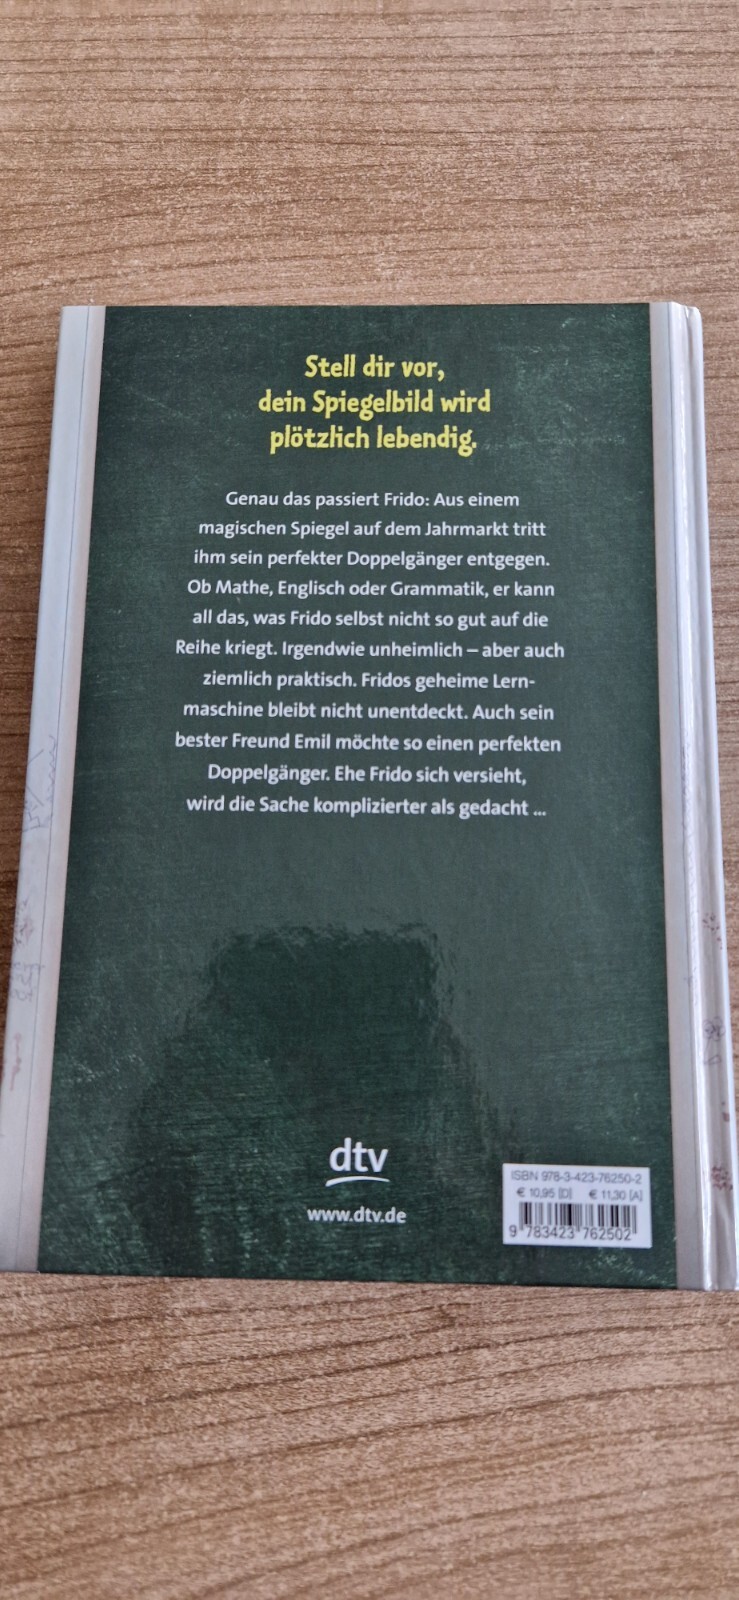 Stell dir vor,
dein Spiegelbild wird
plötzlich lebendig.
Genau das passiert Frido: Aus einem
magischen Spiegel auf dem Jahrmarkt tritt
ihm sein perfekter Doppelgänger entgegen.
Ob Mathe, Englisch oder Grammatik, er kann
all das, was Frido selbst nicht so gut auf die
Reihe kriegt. Irgendwie unheimlich – aber auch
ziemlich praktisch. Fridos geheime Lern-
maschine bleibt nicht unentdeckt. Auch sein
bester Freund Emil möchte so einen perfekten
Doppelgänger. Ehe Frido sich versieht,
wird die Sache komplizierter als gedacht ...
dtv
www.dtv.de
ISBN 978-3-423-76250-2
€ 10,95 [D] € 11,30 [A]
9 783423 762502